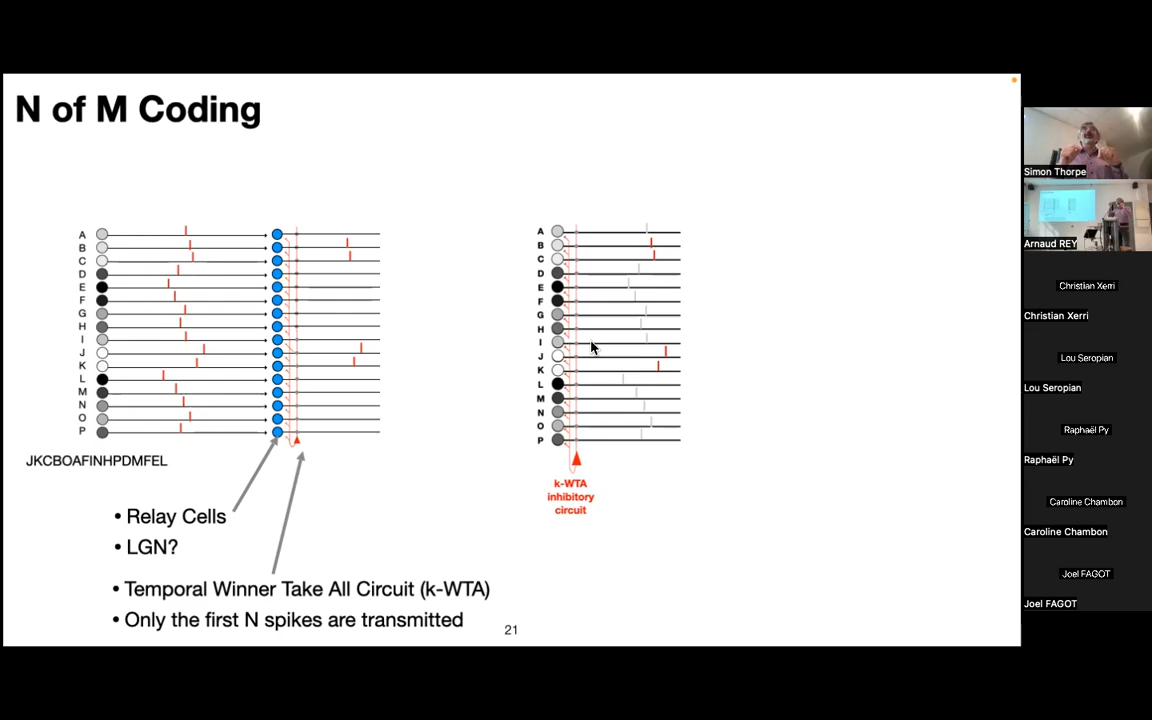 N of M Coding
A
B
C
D
E
F
G
H
I
J
K
L
M
N
O
P
JKCBOAFINHPDMFEL
• Relay Cells
• LGN?
• Temporal Winner Take All Circuit (k-WTA)
• Only the first N spikes are transmitted
A
B
C
D
E
F
G
H
I
J
K
L
M
N
O
P
k-WTA
inhibitory
circuit
21
Simon Thorpe
Arnaud REY
Christian Xerri
Christian Xerri
Lou Seropian
Lou Seropian
Raphaël Py
Raphaël Py
Caroline Chambon
Caroline Chambon
Joel FAGOT
Joel FAGOT